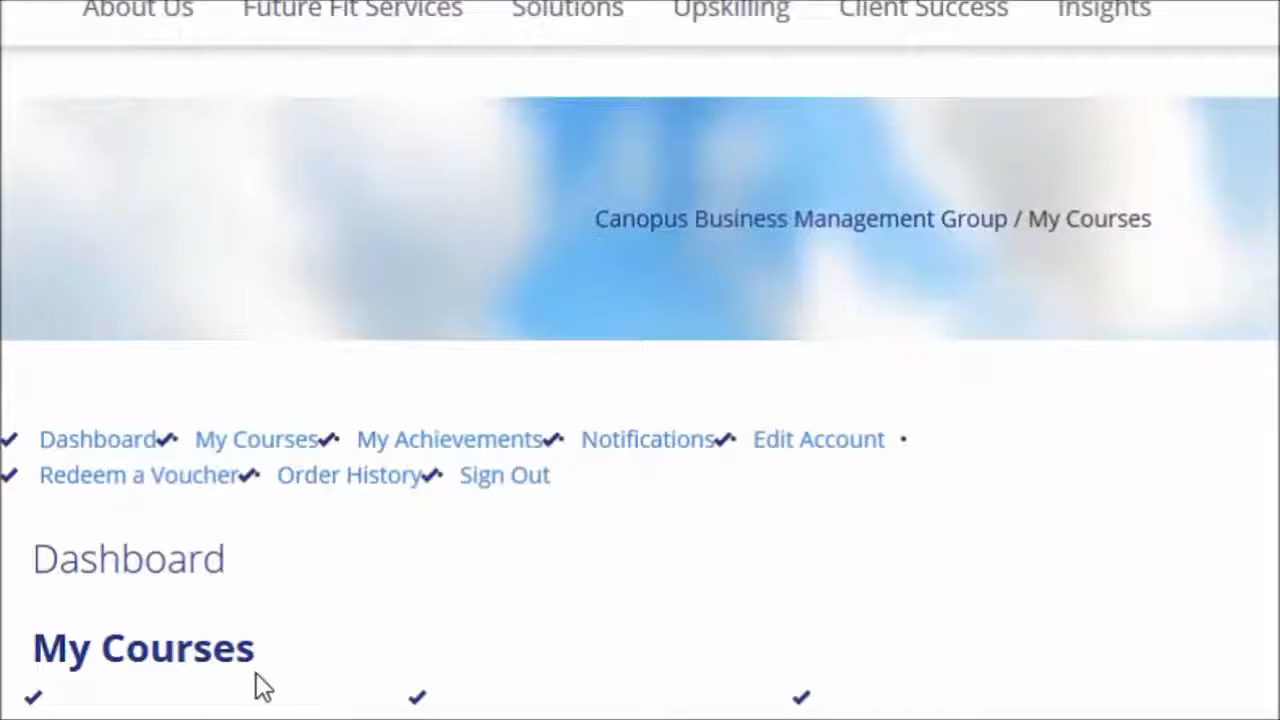 About Us Future Fit Services Solutions Upskilling Client Success Insights
Canopus Business Management Group / My Courses
Dashboard My Courses My Achievements Notifications Edit Account
Redeem a Voucher Order History Sign Out
Dashboard
My Courses